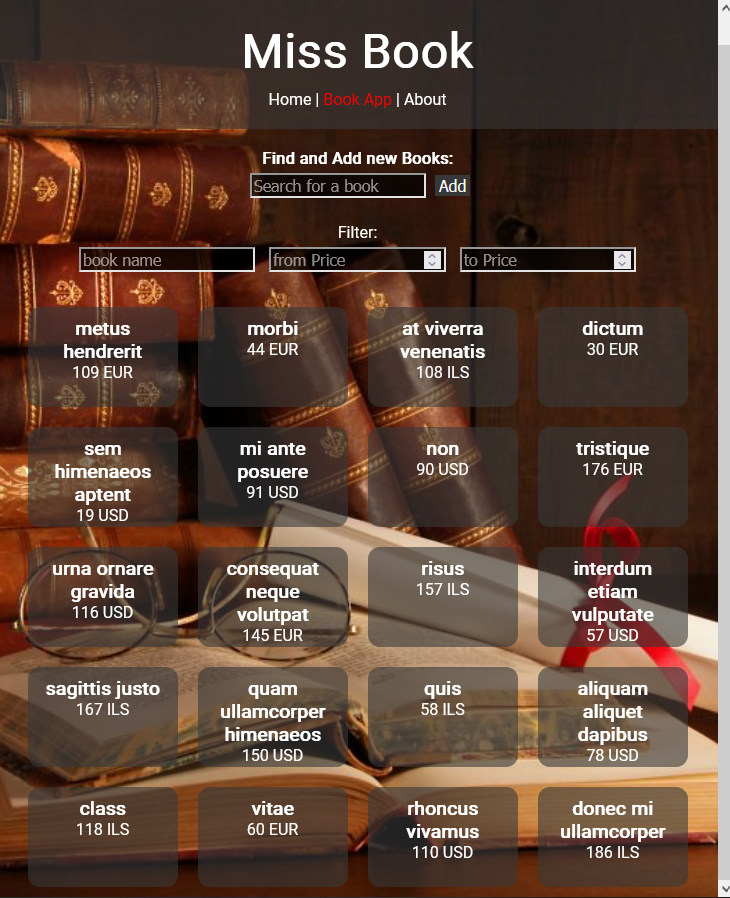 Miss Book
Home | Book App | About
Find and Add new Books:
Search for a book Add
Filter:
book name from Price to Price
metus
hendrerit
109 EUR
morbi
44 EUR
at viverra
venenatis
108 ILS
dictum
30 EUR
sem
himenaeos
aptent
19 USD
mi ante
posuere
91 USD
non
90 USD
tristique
176 EUR
urna ornare
gravida
116 USD
consequat
neque
volutpat
145 EUR
risus
157 ILS
interdum
etiam
vulputate
57 USD
sagittis justo
167 ILS
quam
ullamcorper
himenaeos
150 USD
quis
58 ILS
aliquam
aliquet
dapibus
78 USD
class
118 ILS
vitae
60 EUR
rhoncus
vivamus
110 USD
donec mi
ullamcorper
186 ILS